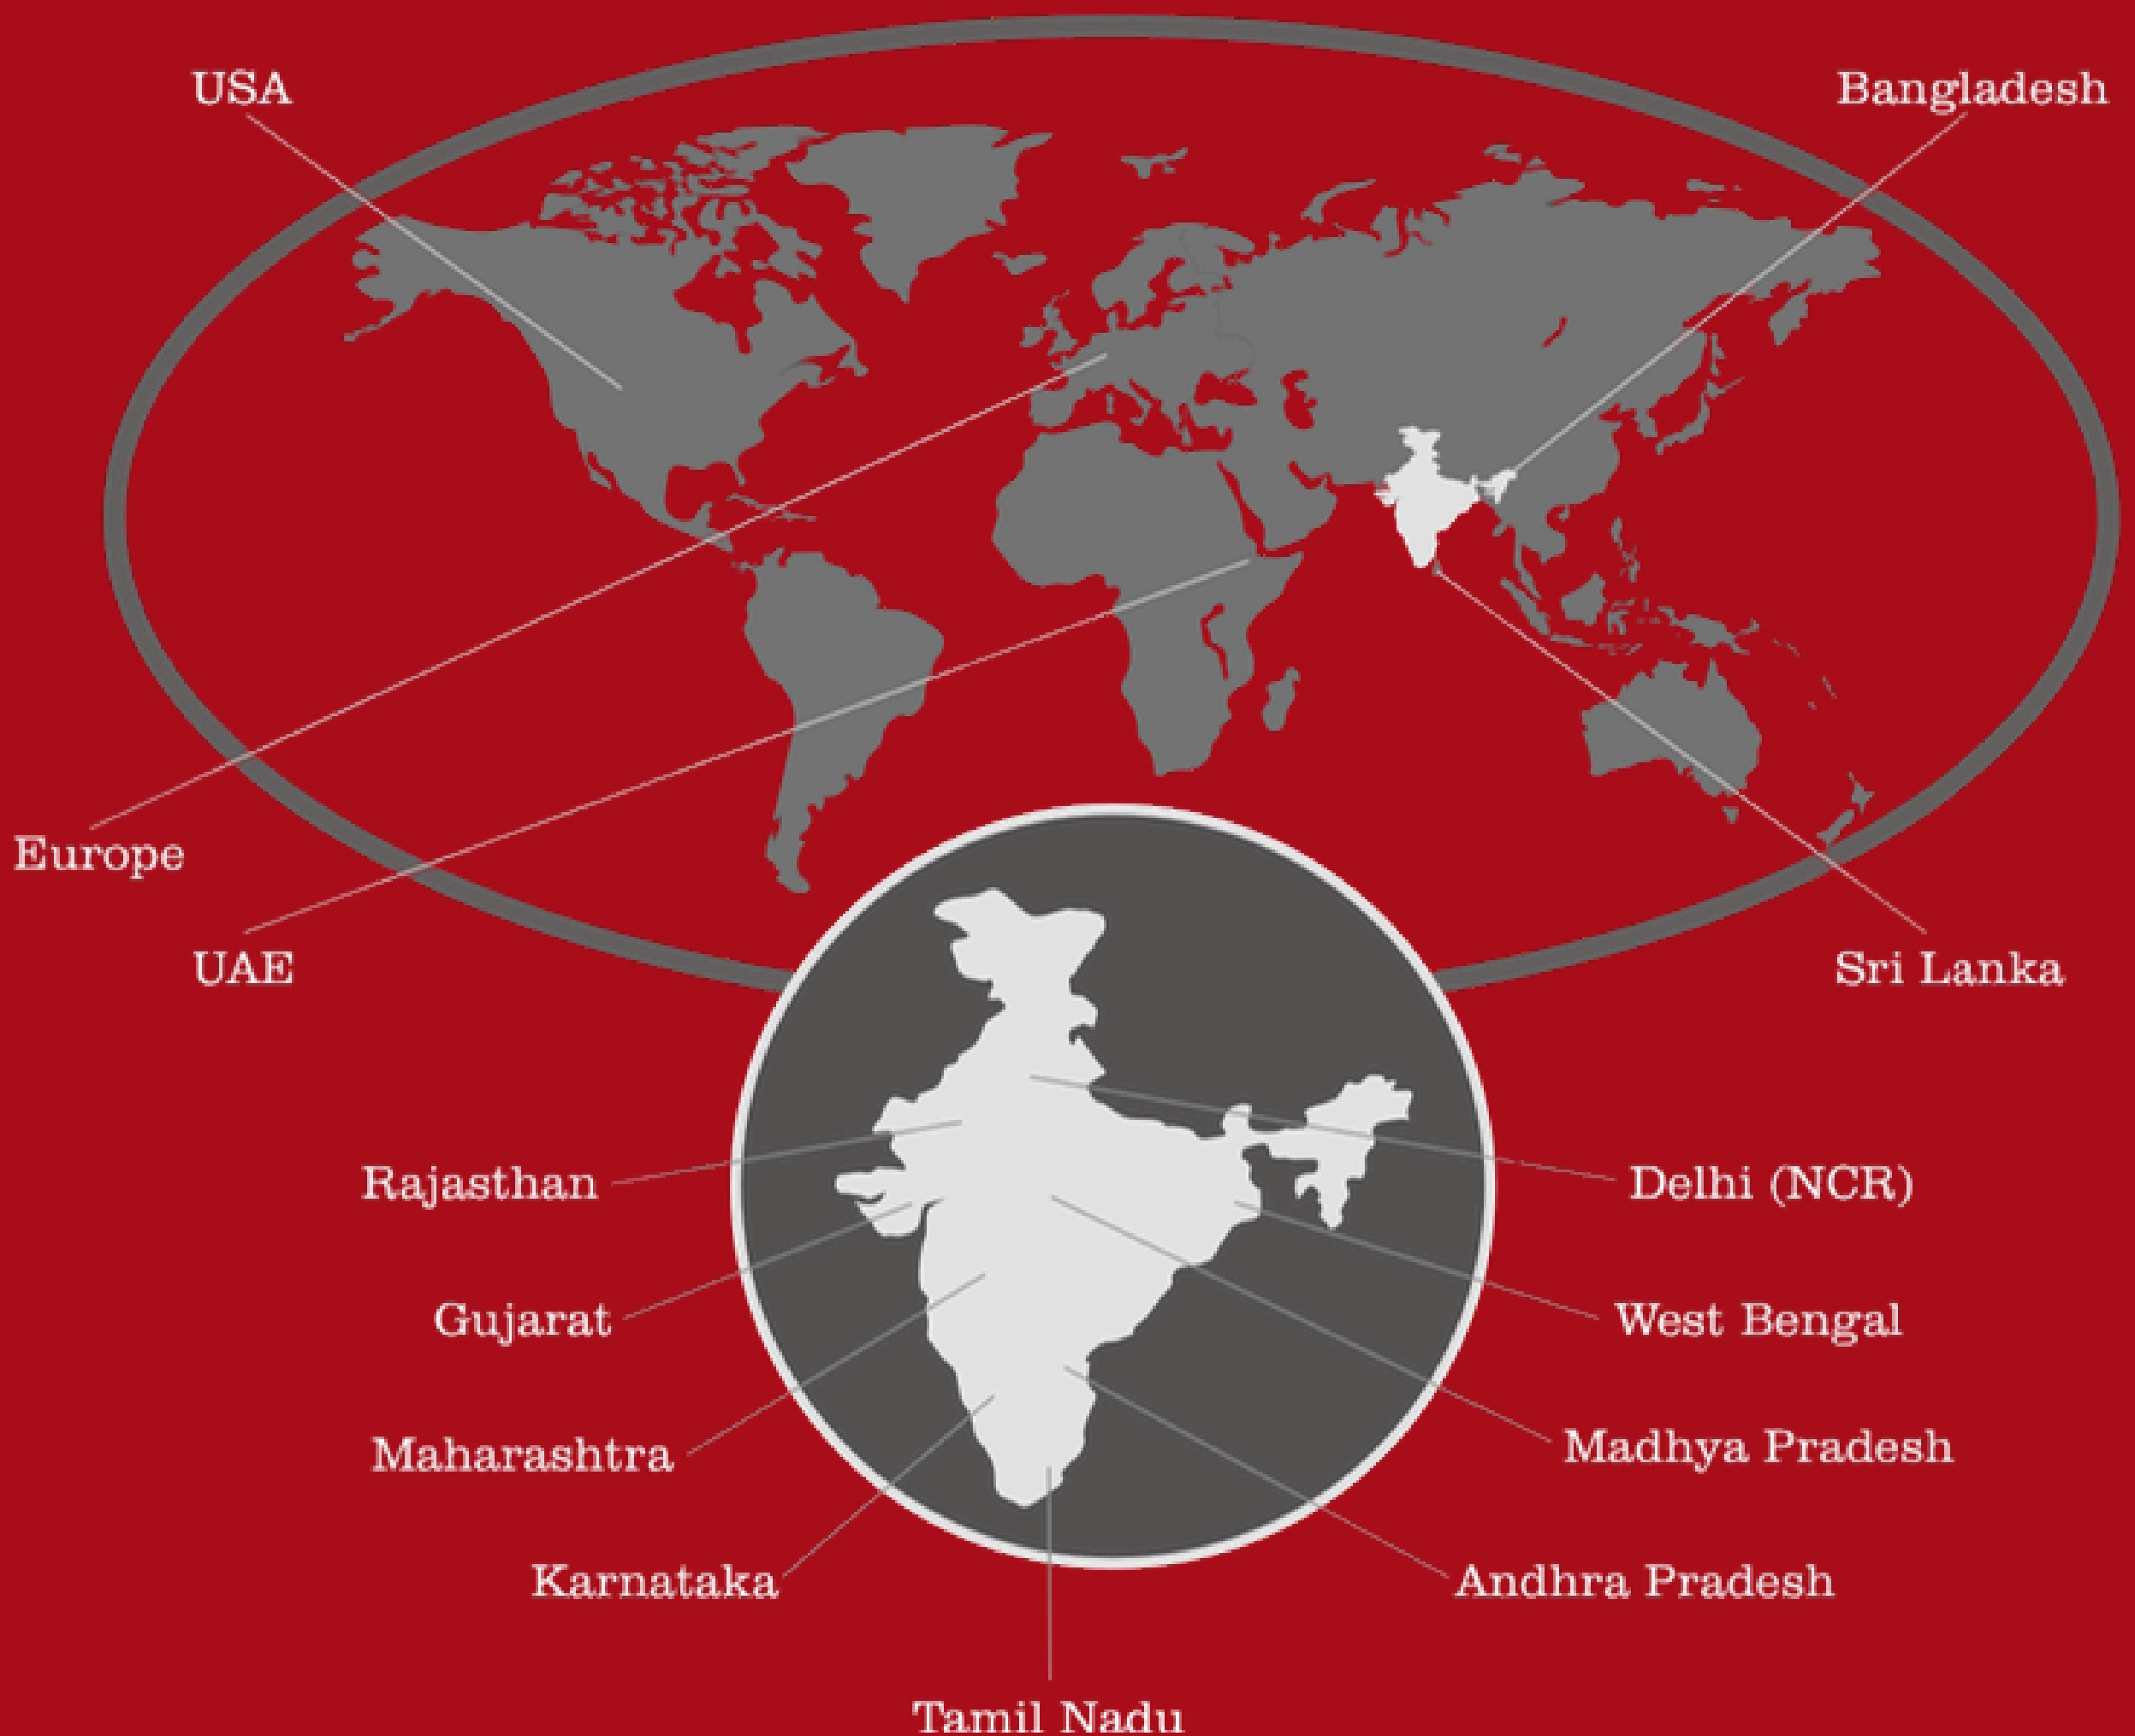 USA
Bangladesh
Europe
UAE
Sri Lanka
Rajasthan
Delhi (NCR)
Gujarat
West Bengal
Maharashtra
Madhya Pradesh
Karnataka
Andhra Pradesh
Tamil Nadu